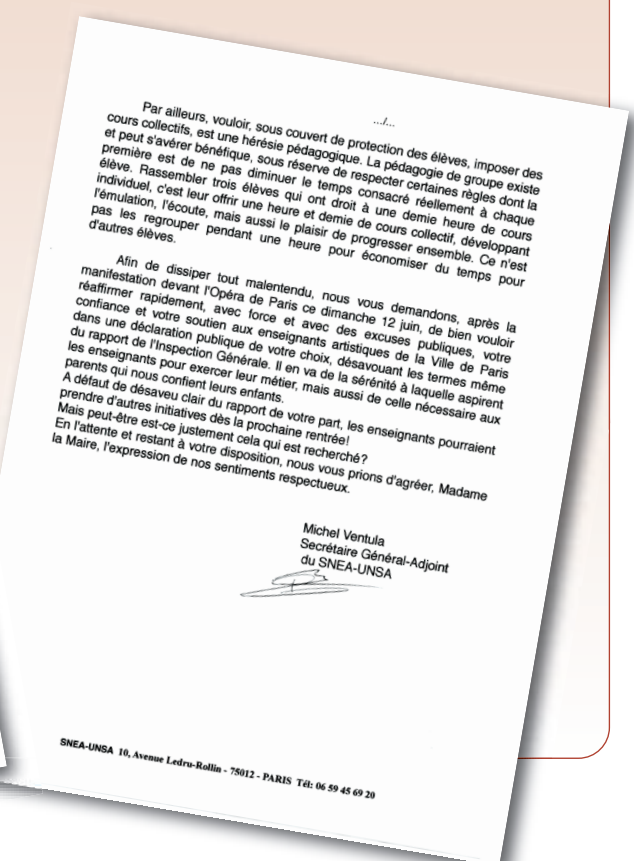 .../...
Par ailleurs, vouloir, sous couvert de protection des élèves, imposer des
cours collectifs, est une hérésie pédagogique. La pédagogie de groupe existe
et peut s'avérer bénéfique, sous réserve de respecter certaines règles dont la
première est de ne pas diminuer le temps consacré réellement à chaque
élève. Rassembler trois élèves qui ont droit à une demie heure de cours
individuel, c'est leur offrir une heure et demie de cours collectif, développant
l'émulation, l'écoute, mais aussi le plaisir de progresser ensemble. Ce n'est
pas les regrouper pendant une heure pour économiser du temps pour
d'autres élèves.
Afin de dissiper tout malentendu, nous vous demandons, après la
manifestation devant l'Opéra de Paris ce dimanche 12 juin, de bien vouloir
réaffirmer rapidement, avec force et avec des excuses publiques, votre
confiance et votre soutien aux enseignants artistiques de la Ville de Paris
dans une déclaration publique de votre choix, désavouant les termes même
du rapport de l'Inspection Générale. Il en va de la sérénité à laquelle aspirent
les enseignants pour exercer leur métier, mais aussi de celle nécessaire aux
parents qui nous confient leurs enfants.
A défaut de désaveu clair du rapport de votre part, les enseignants pourraient
prendre d'autres initiatives dès la prochaine rentrée!
Mais peut-être est-ce justement cela qui est recherché?
En l'attente et restant à votre disposition, nous vous prions d'agréer, Madame
la Maire, l'expression de nos sentiments respectueux.
Michel Ventula
Secrétaire Général-Adjoint
du SNEA-UNSA
SNEA-UNSA 10, Avenue Ledru-Rollin - 75012 - PARIS Tél: 06 59 45 69 20